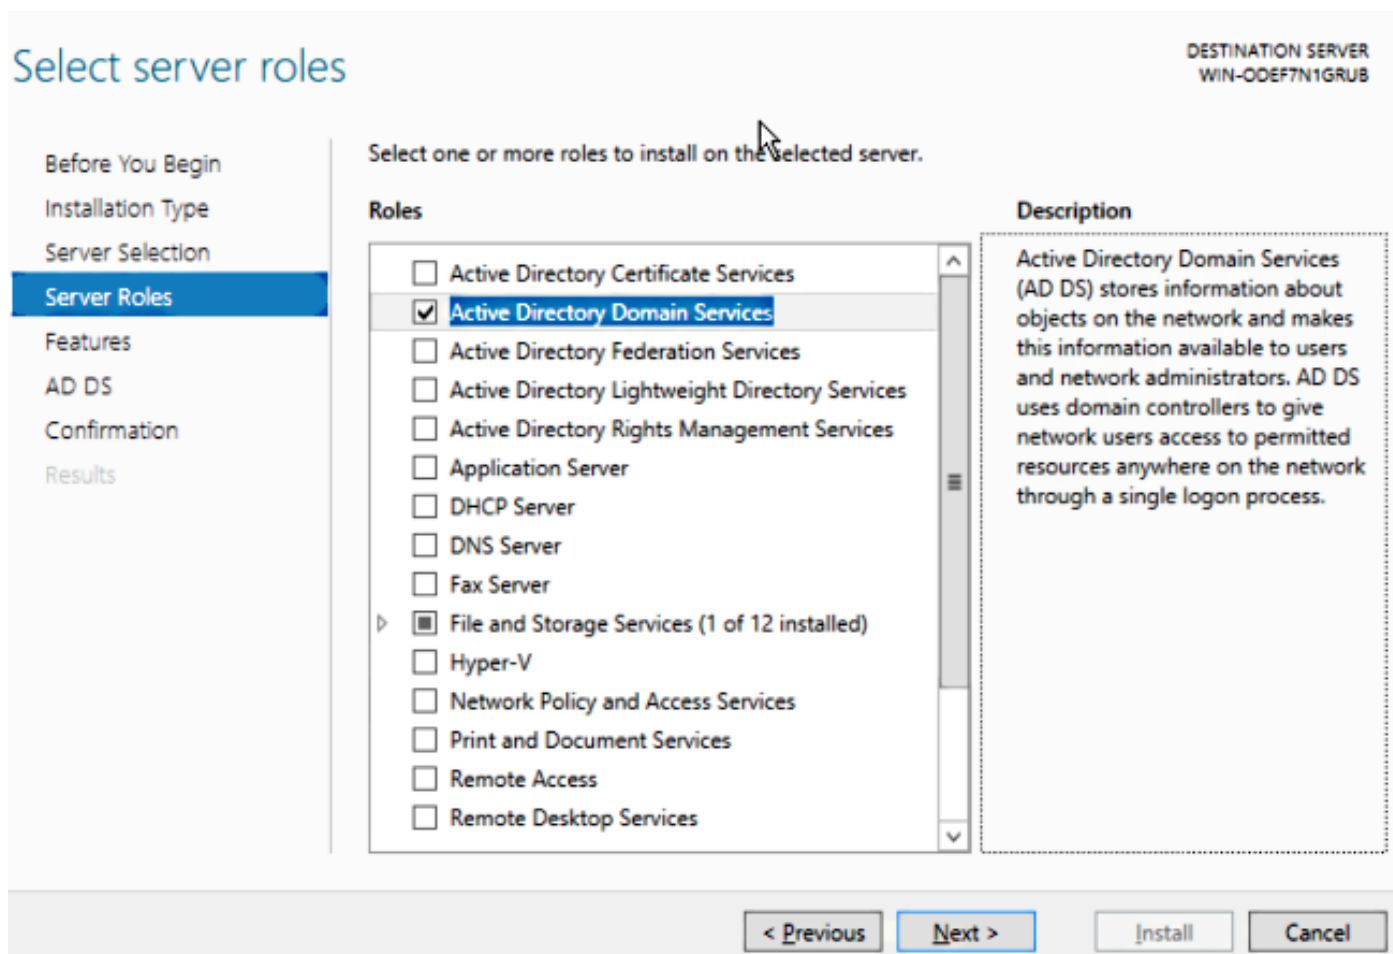 Select server roles
DESTINATION SERVER
WIN-ODEF7N1GRUB
Before You Begin
Installation Type
Server Selection
Server Roles
Features
AD DS
Confirmation
Results
Select one or more roles to install on the selected server.
Roles
Active Directory Certificate Services
Active Directory Domain Services
Active Directory Federation Services
Active Directory Lightweight Directory Services
Active Directory Rights Management Services
Application Server
DHCP Server
DNS Server
Fax Server
File and Storage Services (1 of 12 installed)
Hyper-V
Network Policy and Access Services
Print and Document Services
Remote Access
Remote Desktop Services
Description
Active Directory Domain Services
(AD DS) stores information about
objects on the network and makes
this information available to users
and network administrators. AD DS
uses domain controllers to give
network users access to permitted
resources anywhere on the network
through a single logon process.
< Previous
Next >
Install
Cancel